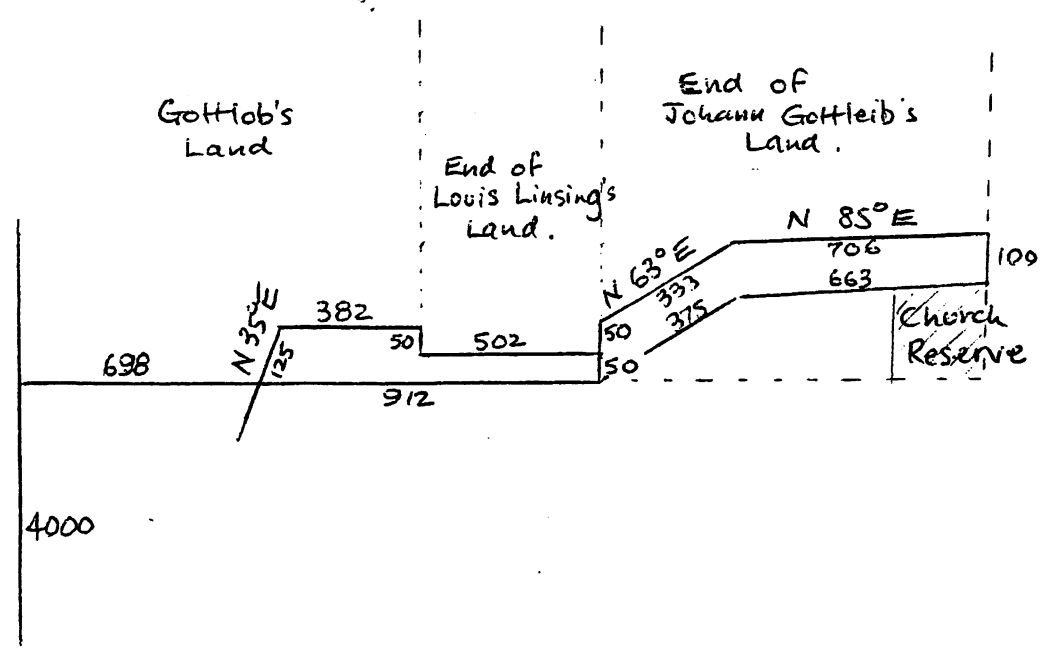 Gottlob's
Land
End of
Louis Linsing's
Land.
End of
Johann Gottleib's
Land.
N 85° E
706
663
100
N 63° E
333
375
50
50
N 35° E
125
382
50
502
698
912
Church
Reserve
4000